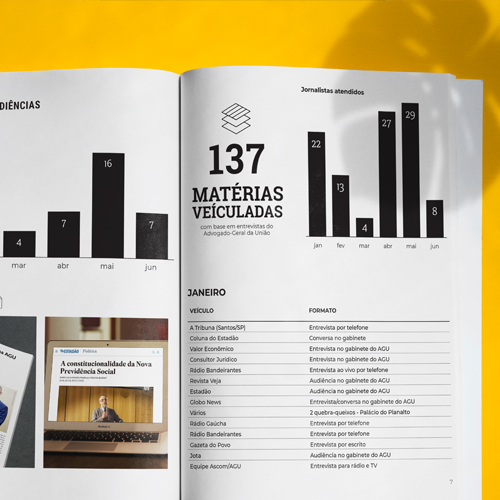 DIÊNCIAS
4
7
16
7
mar
abr
mai
jun
AGU
ESTADÃO Política
A constitucionalidade da Nova
Previdência Social
137
MATÉRIAS
VEÍCULADAS
com base em entrevistas do
Advogado-Geral da União
Jornalistas atendidos
22
13
4
27
29
8
jan
fev
mar
abr
mai
jun
JANEIRO
VEÍCULO FORMATO
A Tribuna (Santos/SP) Entrevista por telefone
Coluna do Estadão Conversa no gabinete
Valor Econômico Entrevista no gabinete do AGU
Consultor Jurídico Entrevista no gabinete do AGU
Rádio Bandeirantes Entrevista ao vivo por telefone
Revista Veja Audiência no gabinete do AGU
Estadão Audiência no gabinete do AGU
Globo News Entrevista/conversa no gabinete do AGU
Vários 2 quebra-queixos - Palácio do Planalto
Rádio Gaúcha Entrevista por telefone
Rádio Bandeirantes Entrevista por telefone
Gazeta do Povo Entrevista por escrito
Jota Audiência no gabinete do AGU
Equipe Ascom/AGU Entrevista para rádio e TV
7